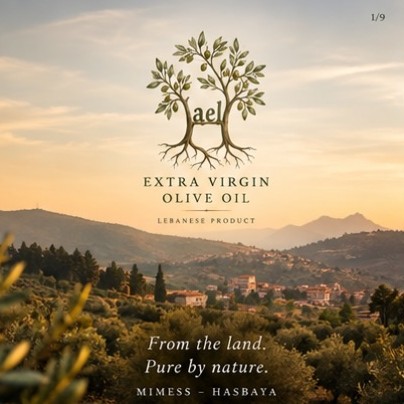 1/9
ael
EXTRA VIRGIN
OLIVE OIL
LEBANESE PRODUCT
From the land.
Pure by nature.
MIMESS – HASBAYA